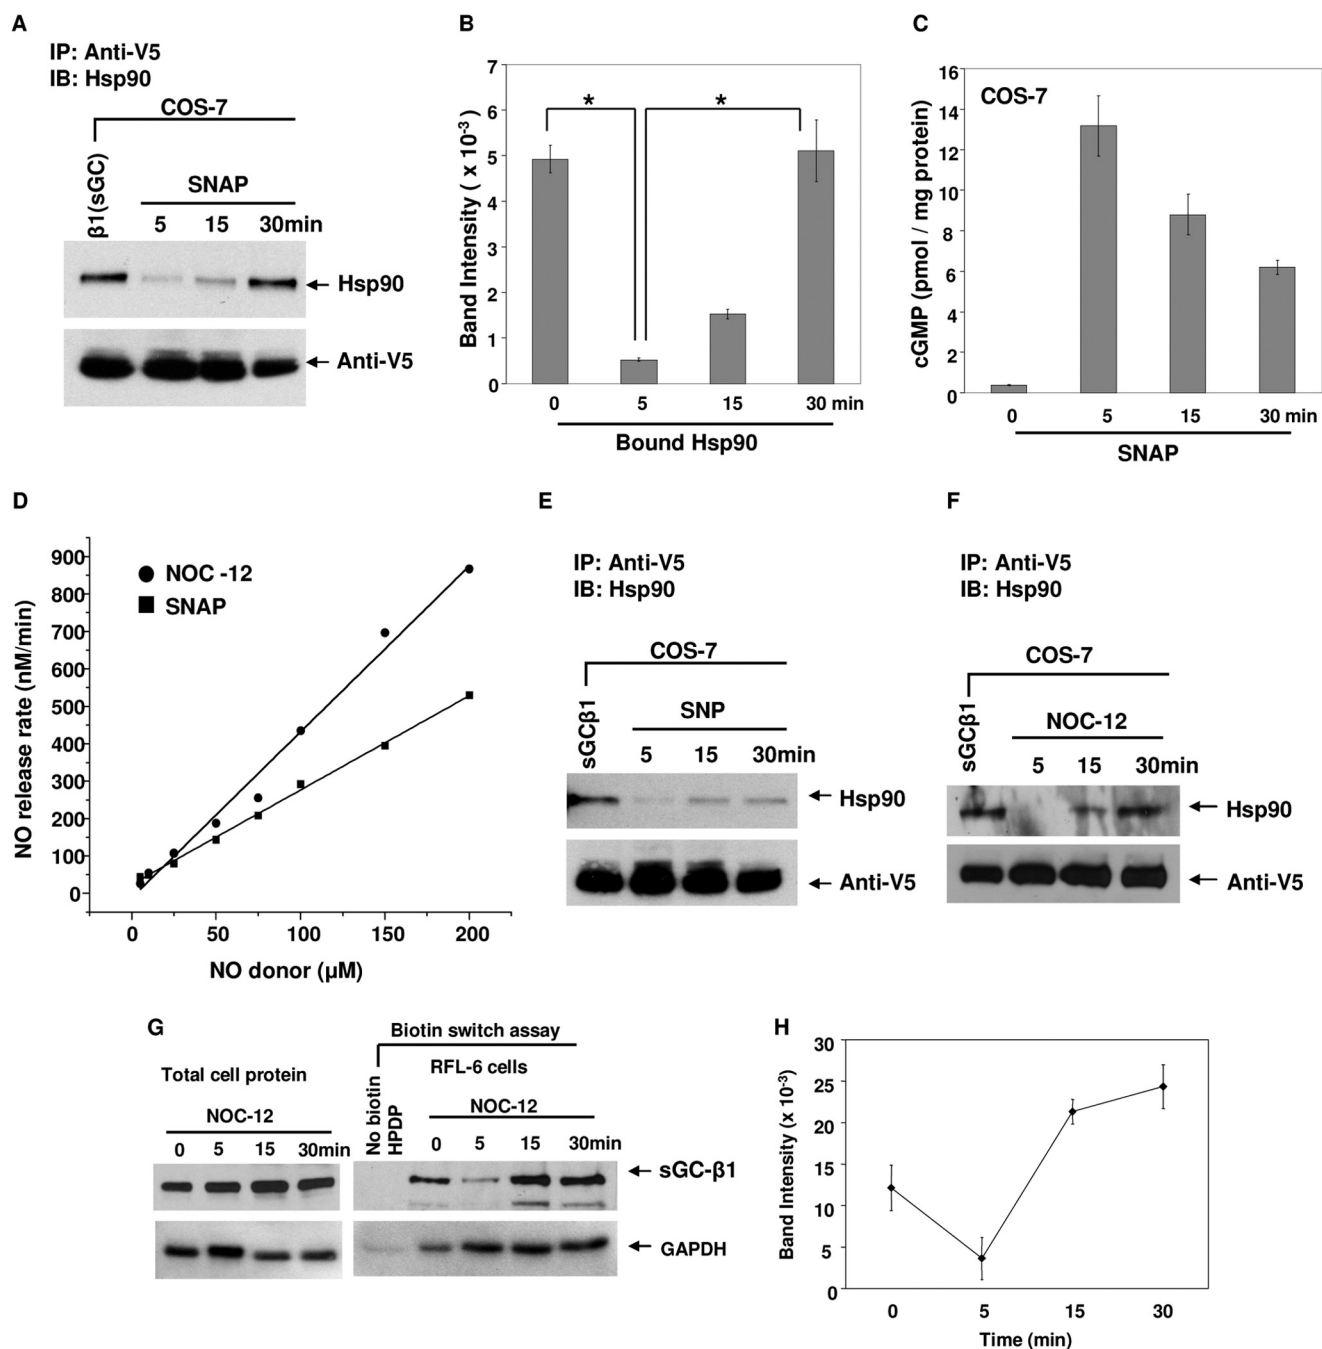 A
IP: Anti-V5
IB: Hsp90
COS-7
β1(sGC)
SNAP
5 15 30min
Hsp90
Anti-V5
B
Band Intensity ( x 10-3)
7
6
5
4
3
2
1
0
* *
0 5 15 30 min
Bound Hsp90
C
COS-7
cGMP (pmol / mg protein)
16
14
12
10
8
6
4
2
0
0 5 15 30 min
SNAP
D
NOC -12
SNAP
NO release rate (nM/min)
900
800
700
600
500
400
300
200
100
0
0 50 100 150 200
NO donor (µM)
E
IP: Anti-V5
IB: Hsp90
COS-7
sGCβ1
SNP
5 15 30min
Hsp90
Anti-V5
F
IP: Anti-V5
IB: Hsp90
COS-7
sGCβ1
NOC-12
5 15 30min
Hsp90
Anti-V5
G
Total cell protein
NOC-12
0 5 15 30min
Biotin switch assay
RFL-6 cells
No biotin
HPDP
NOC-12
0 5 15 30min
sGC-β1
GAPDH
H
Band Intensity (x 10-3)
30
25
20
15
10
5
0
0 5 15 30
Time (min)